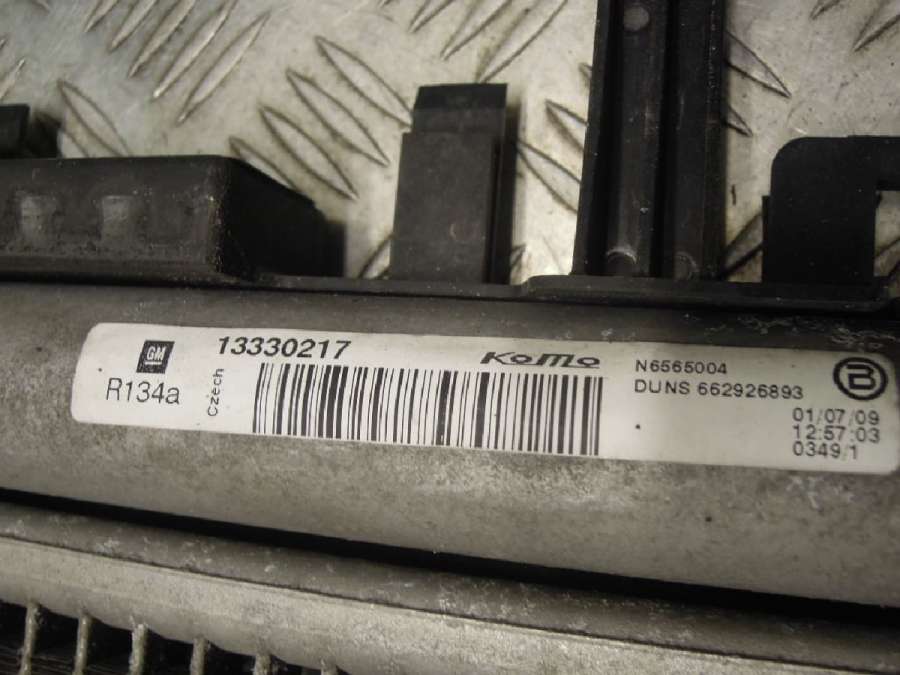 GM
13330217
KoMo
R134a
Czech
N6565004
DUNS 662926893
B
01/07/09
12:57:03
0349/1